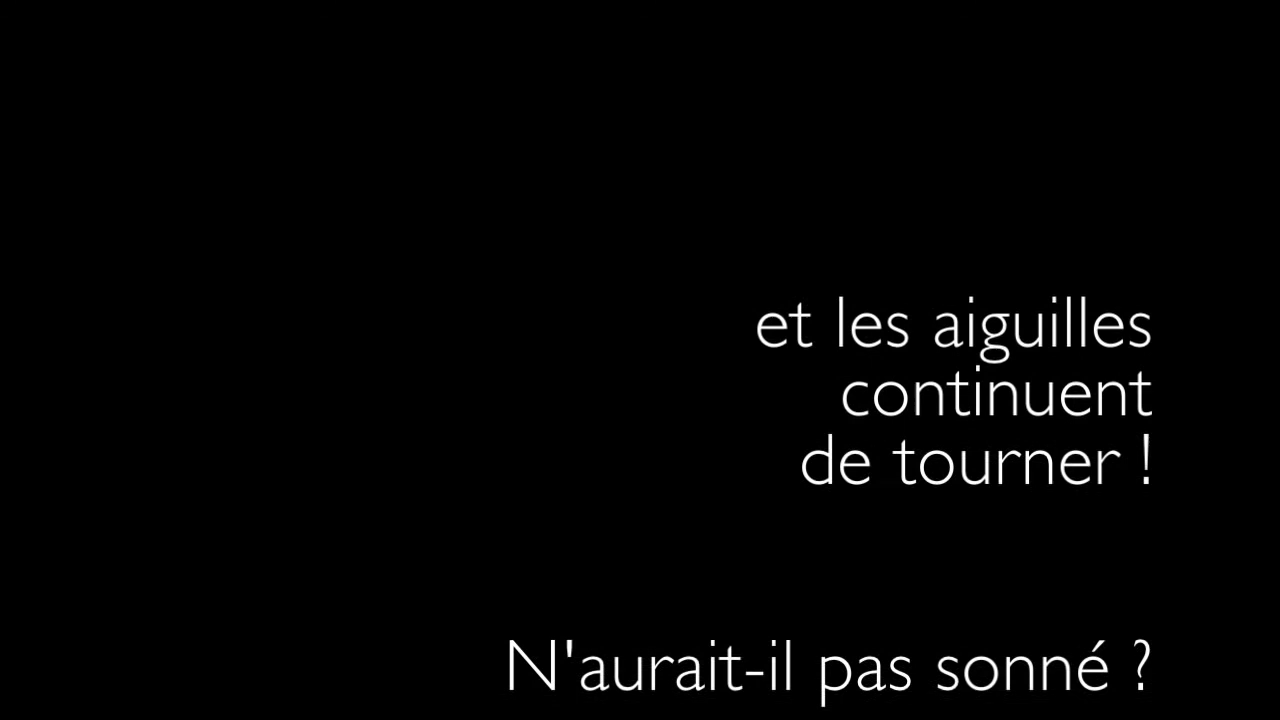 et les aiguilles
continuent
de tourner !
N'aurait-il pas sonné ?